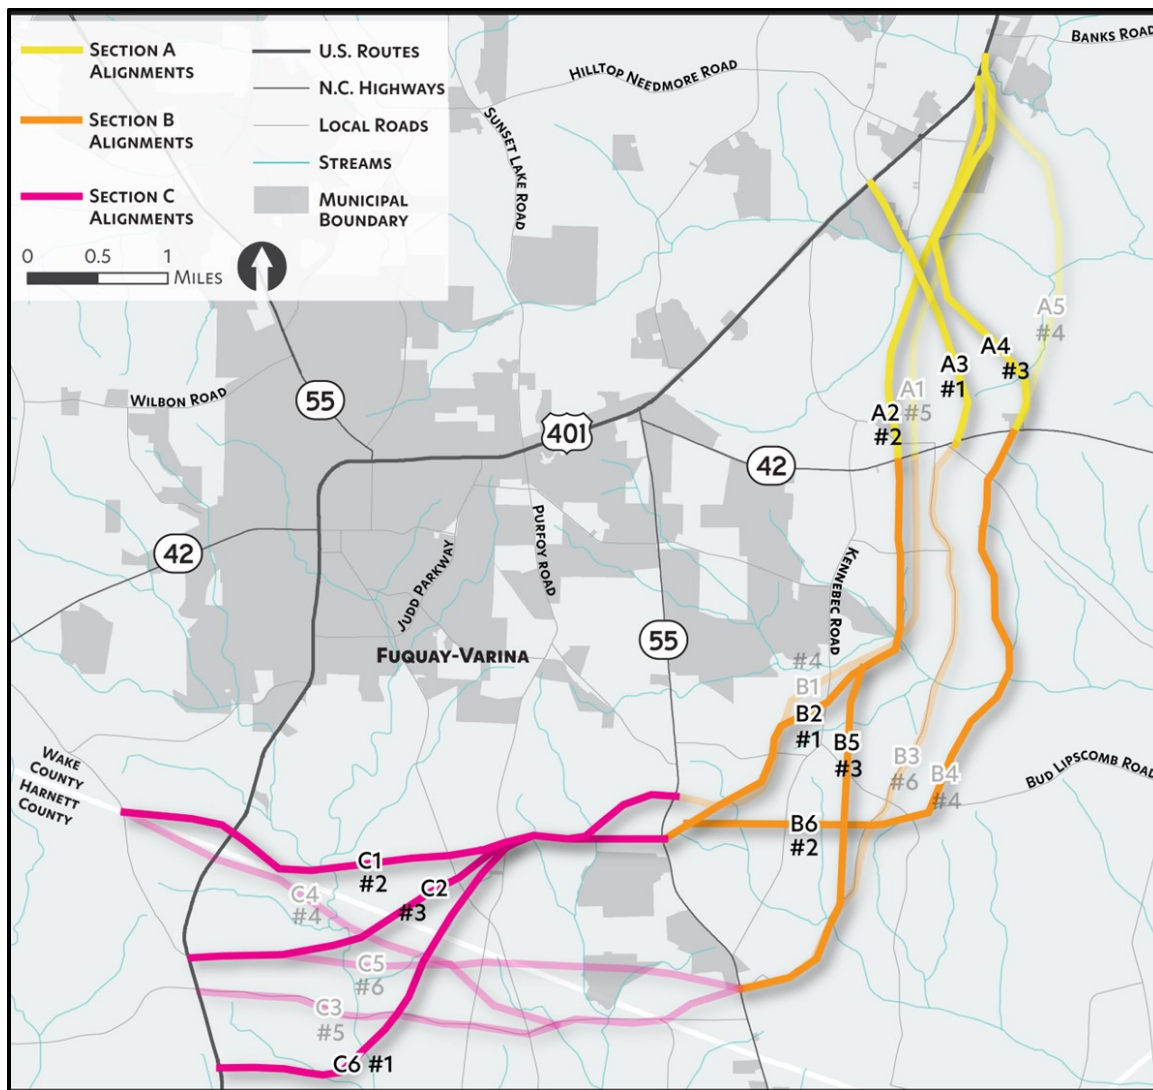 Section A
Alignments
Section B
Alignments
Section C
Alignments
U.S. Routes
N.C. Highways
Local Roads
Streams
Municipal
Boundary
0 0.5 1
Miles
Banks Road
Hilltop Needmore Road
Sunset Lake Road
A5
#4
A4
#3
A3
#1
A1
#5
A2
#2
Wilbon Road
55
401
42
42
Purfoy Road
Judd Parkway
Kennebec Road
55
Fuquay-Varina
#4
B1
B2
#1
B5
#3
B3
#6
B4
#4
Bud Lipscomb Road
Wake
County
Harnett
County
B6
#2
C1
#2
C2
#3
C4
#4
C5
#6
C3
#5
C6 #1